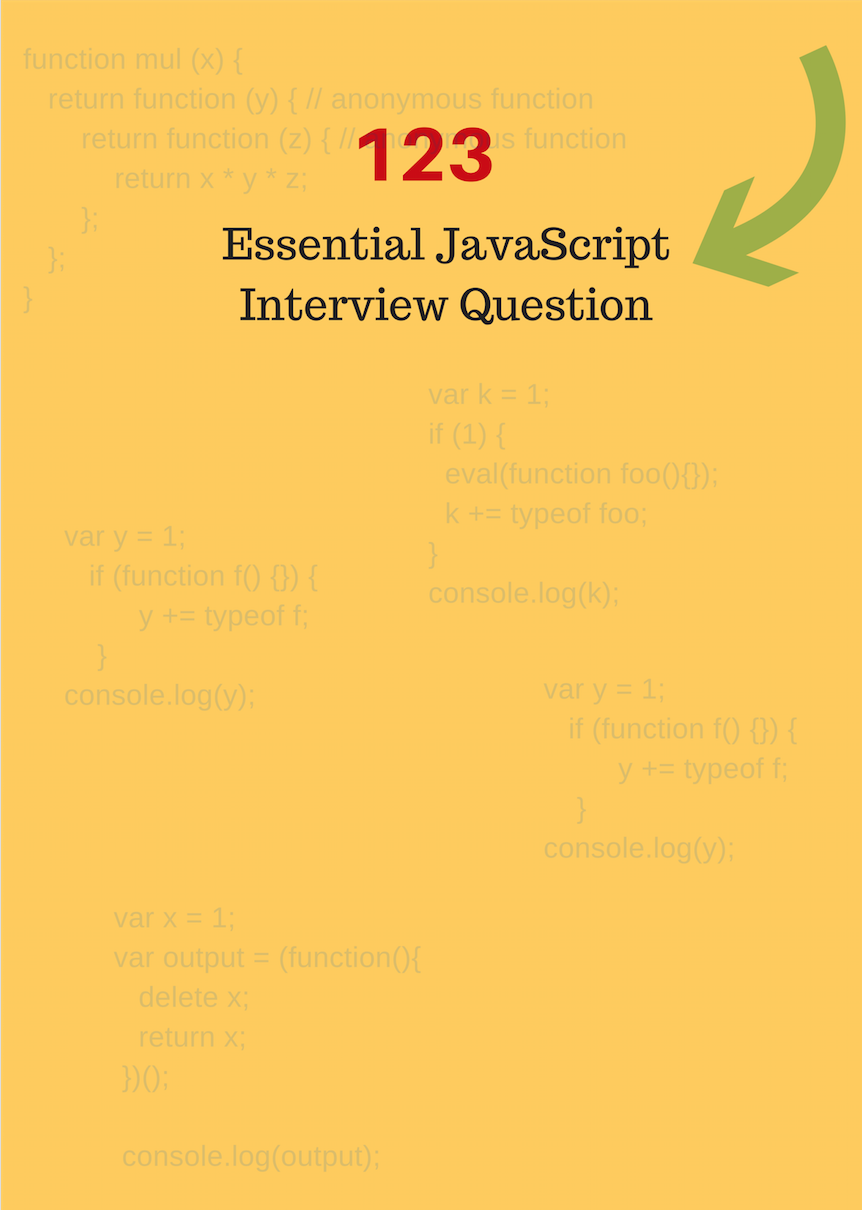 function mul (x) {
return function (y) { // anonymous function
return function (z) { // anonymous function
return x * y * z;
};
};
}
123
Essential JavaScript
Interview Question
var k = 1;
if (1) {
eval(function foo(){});
k += typeof foo;
}
console.log(k);
var y = 1;
if (function f() {}) {
y += typeof f;
}
console.log(y);
var y = 1;
if (function f() {}) {
y += typeof f;
}
console.log(y);
var x = 1;
var output = (function(){
delete x;
return x;
})();
console.log(output);